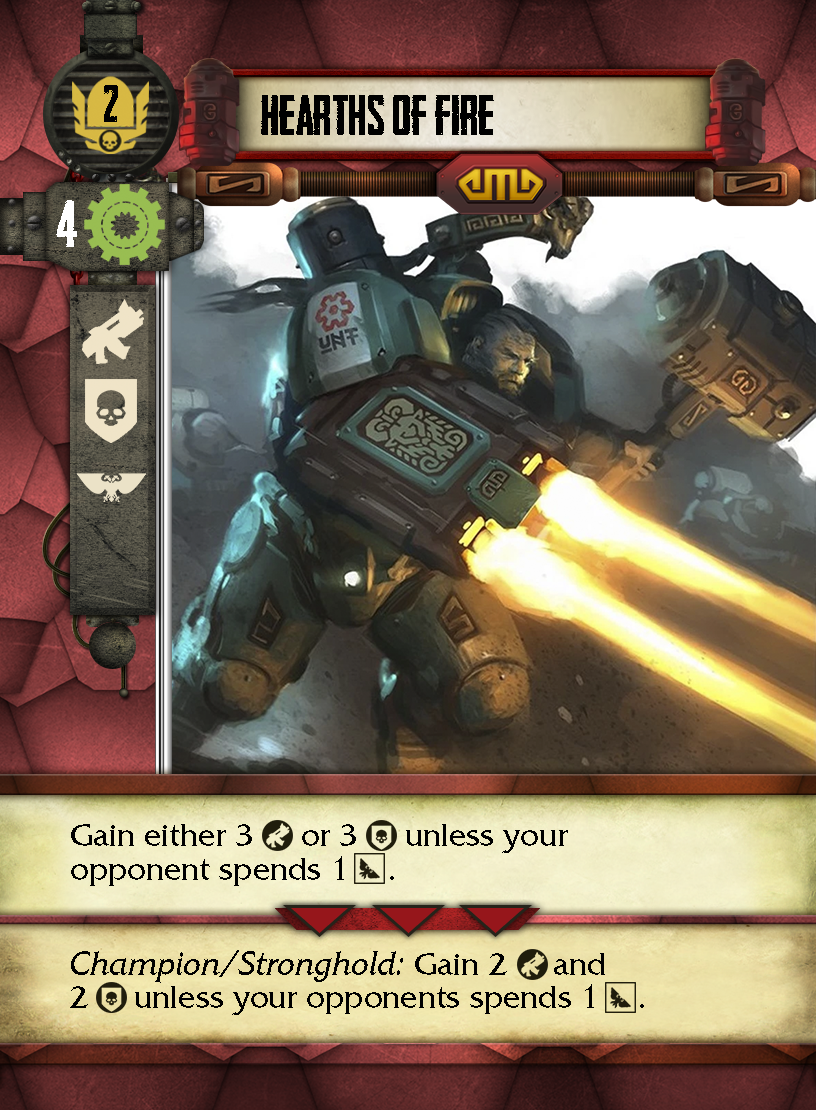 2
HEARTHS OF FIRE
4
UNT
Gain either 3 or 3 unless your
opponent spends 1 .
Champion/Stronghold: Gain 2 and
2 unless your opponents spends 1 .